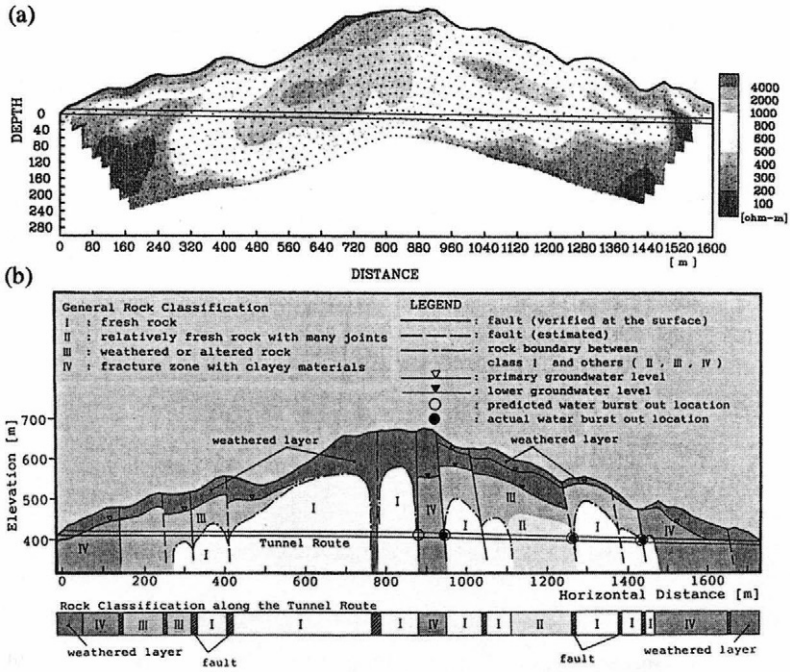 (a)
DEPTH
0
40
80
120
160
200
240
280
4000
2000
1000
800
600
500
400
300
200
100
[ohm-m]
0 80 160 240 320 400 480 560 640 720 800 880 960 1040 1120 1200 1280 1360 1440 1520 1600
[m]
DISTANCE
(b)
General Rock Classification
I : fresh rock
II : relatively fresh rock with many joints
III : weathered or altered rock
IV : fracture zone with clayey materials
LEGEND
: fault (verified at the surface)
: fault (estimated)
: rock boundary between
class I and others ( II , III , IV )
: primary groundwater level
: lower groundwater level
: predicted water burst out location
: actual water burst out location
Elevation [m]
700
600
500
400
weathered layer
weathered layer
III
I
IV
III
I
I
I
II
I
IV
I
IV
Tunnel Route
0 200 400 600 800 1000 1200 1400 1600
Horizontal Distance [m]
Rock Classification along the Tunnel Route
IV III III I I I IV I I II I I I IV
weathered layer
fault
fault
weathered layer